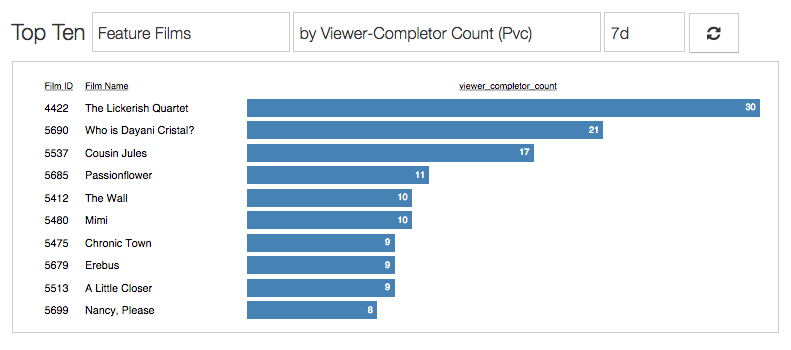 Top Ten Feature Films by Viewer-Completor Count (Pvc) 7d
Film ID Film Name viewer_completor_count
4422 The Lickerish Quartet 30
5690 Who is Dayani Cristal? 21
5537 Cousin Jules 17
5685 Passionflower 11
5412 The Wall 10
5480 Mimi 10
5475 Chronic Town 9
5679 Erebus 9
5513 A Little Closer 9
5699 Nancy, Please 8